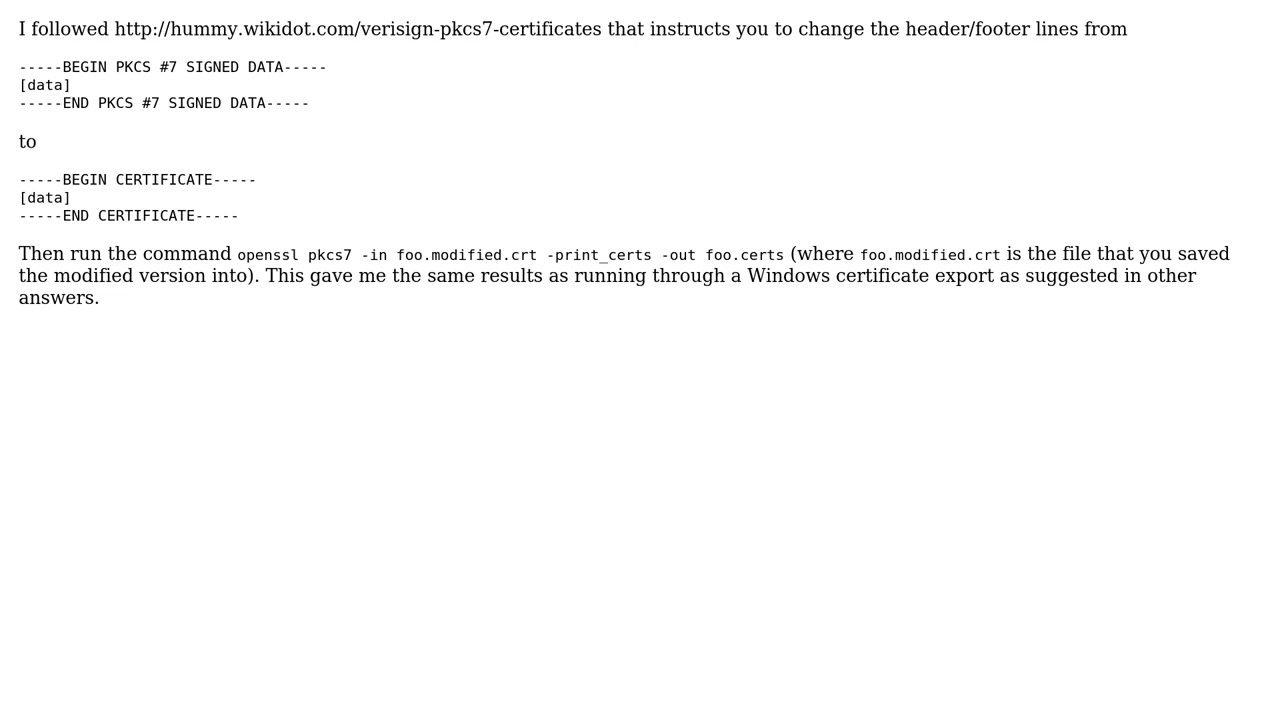 I followed http://hummy.wikidot.com/verisign-pkcs7-certificates that instructs you to change the header/footer lines from
-----BEGIN PKCS #7 SIGNED DATA-----
[data]
-----END PKCS #7 SIGNED DATA-----
to
-----BEGIN CERTIFICATE-----
[data]
-----END CERTIFICATE-----
Then run the command openssl pkcs7 -in foo.modified.crt -print_certs -out foo.certs (where foo.modified.crt is the file that you saved
the modified version into). This gave me the same results as running through a Windows certificate export as suggested in other
answers.